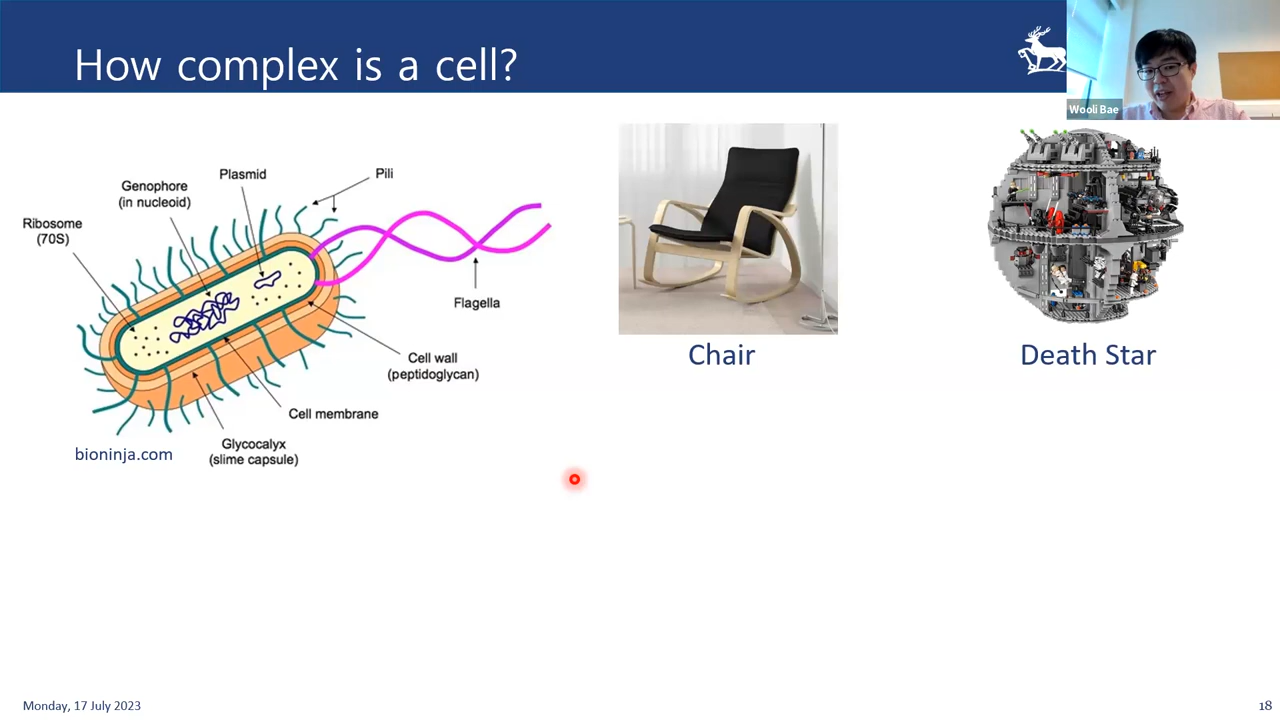 How complex is a cell?
Wooli Bae
Plasmid
Pili
Genophore
(in nucleoid)
Ribosome
(70S)
Flagella
Cell wall
(peptidoglycan)
Cell membrane
Glycocalyx
(slime capsule)
bioninja.com
Chair
Death Star
Monday, 17 July 2023
18